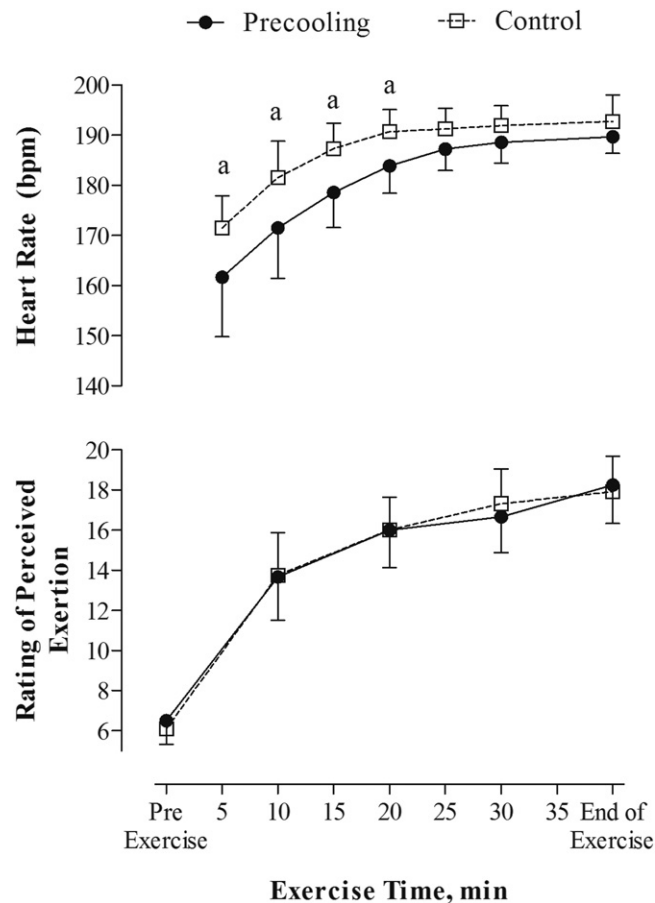 Precooling Control
Heart Rate (bpm)
200
190
180
170
160
150
140
a
a
a
a
Rating of Perceived
Exertion
20
18
16
14
12
10
8
6
Pre 5 10 15 20 25 30 35 End of
Exercise Exercise
Exercise Time, min